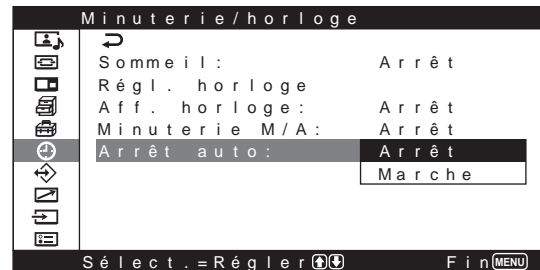 Minuterie/horloge
Sommeil: Arrêt
Régl. horloge
Aff. horloge: Arrêt
Minuterie M/A: Arrêt
Arrêt auto: Arrêt
Marche
Sélect.=Régler Fin MENU